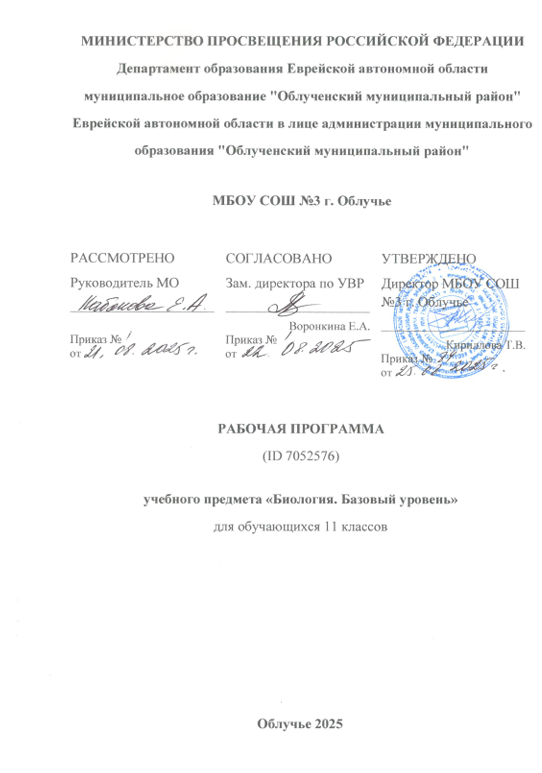 МИНИСТЕРСТВО ПРОСВЕЩЕНИЯ РОССИЙСКОЙ ФЕДЕРАЦИИ
Департамент образования Еврейской автономной области
муниципальное образование "Облученский муниципальный район"
Еврейской автономной области в лице администрации муниципального
образования "Облученский муниципальный район"
МБОУ СОШ №3 г. Облучье
РАССМОТРЕНО
Руководитель МО
Е.А.
Приказ № 1
от 21. 08. 2025 г.
СОГЛАСОВАНО
Зам. директора по УВР
Воронкина Е.А.
Приказ № 1
от 22. 08.2025
УТВЕРЖДЕНО
Директор МБОУ СОШ
№3 г. Облучье
Кириллова Т.В.
Приказ №
от 25. 2025 г.
РАБОЧАЯ ПРОГРАММА
(ID 7052576)
учебного предмета «Биология. Базовый уровень»
для обучающихся 11 классов
Облучье 2025